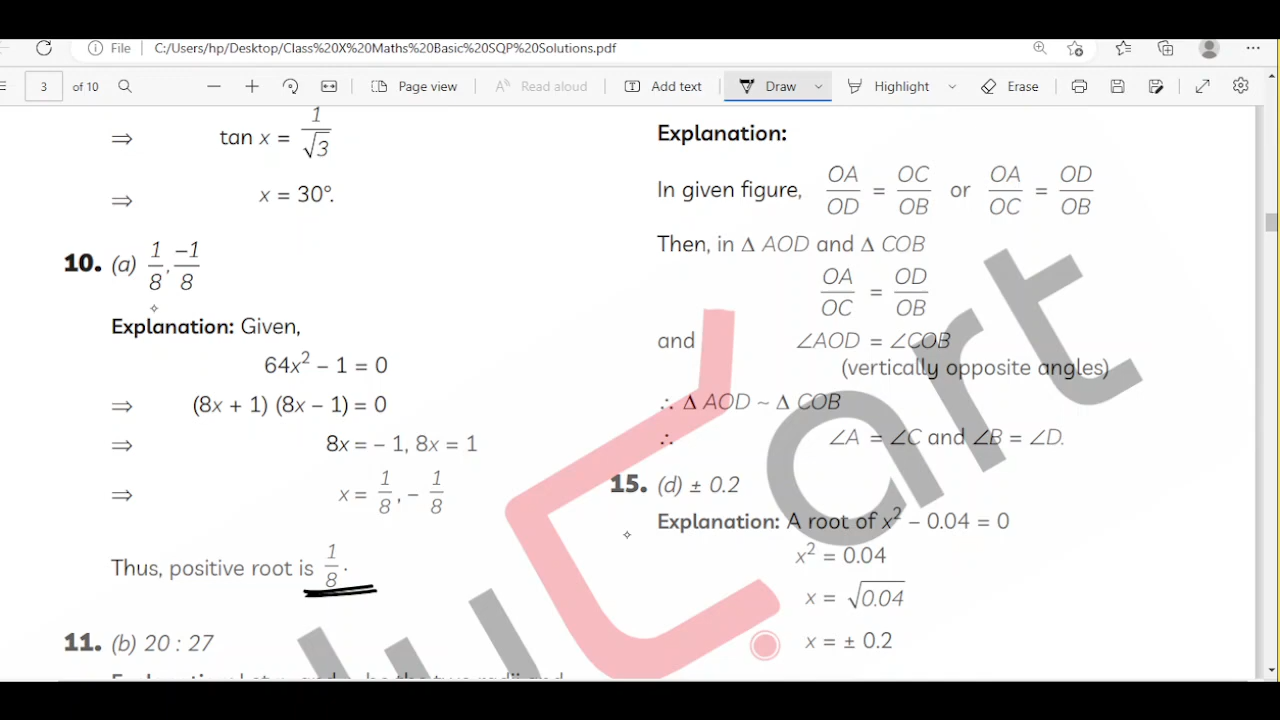 File C:/Users/hp/Desktop/Class%20X%20Maths%20Basic%20SQP%20Solutions.pdf
3 of 10 Page view Read aloud Add text Draw Highlight Erase
⇒ tan x = 1/√3
⇒ x = 30°.
10. (a) 1/8, −1/8
Explanation: Given,
64x² − 1 = 0
⇒ (8x + 1) (8x − 1) = 0
⇒ 8x = − 1, 8x = 1
⇒ x = 1/8, − 1/8
Thus, positive root is 1/8.
11. (b) 20 : 27
Explanation:
Explanation:
In given figure, OA/OD = OC/OB or OA/OC = OD/OB
Then, in Δ AOD and Δ COB
OA/OC = OD/OB
and ∠AOD = ∠COB
(vertically opposite angles)
∴ Δ AOD ~ Δ COB
∴ ∠A = ∠C and ∠B = ∠D.
15. (d) ± 0.2
Explanation: A root of x² − 0.04 = 0
x² = 0.04
x = √0.04
x = ± 0.2